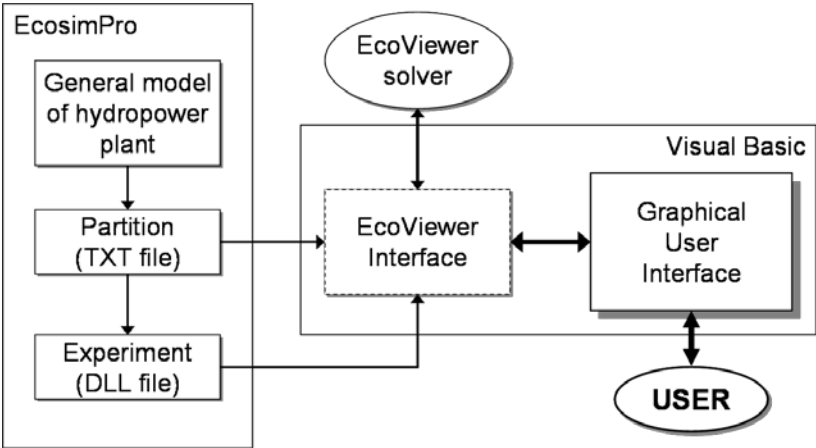 EcosimPro
General model
of hydropower
plant
Partition
(TXT file)
Experiment
(DLL file)
EcoViewer
solver
Visual Basic
EcoViewer
Interface
Graphical
User
Interface
USER